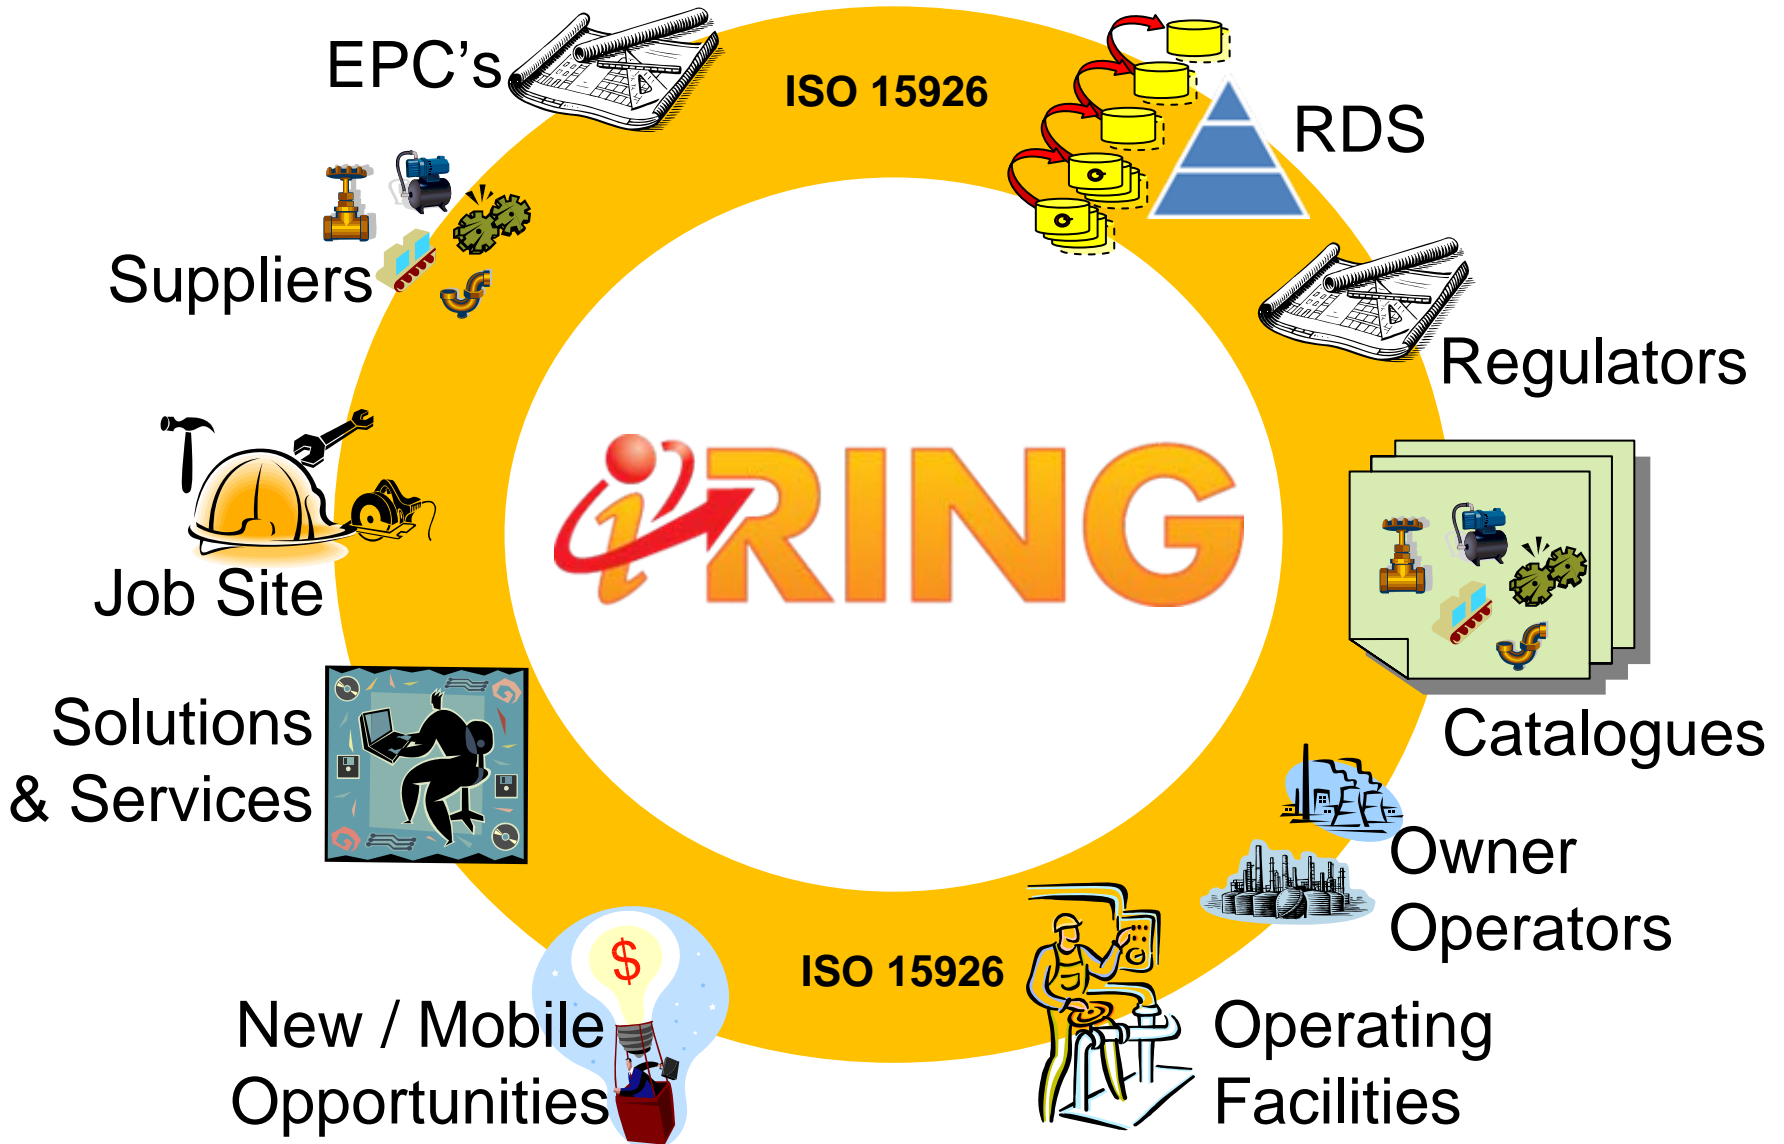 EPC's
ISO 15926
RDS
Suppliers
Regulators
iRING
Job Site
Catalogues
Solutions
& Services
Owner
Operators
$
ISO 15926
New / Mobile
Opportunities
Operating
Facilities